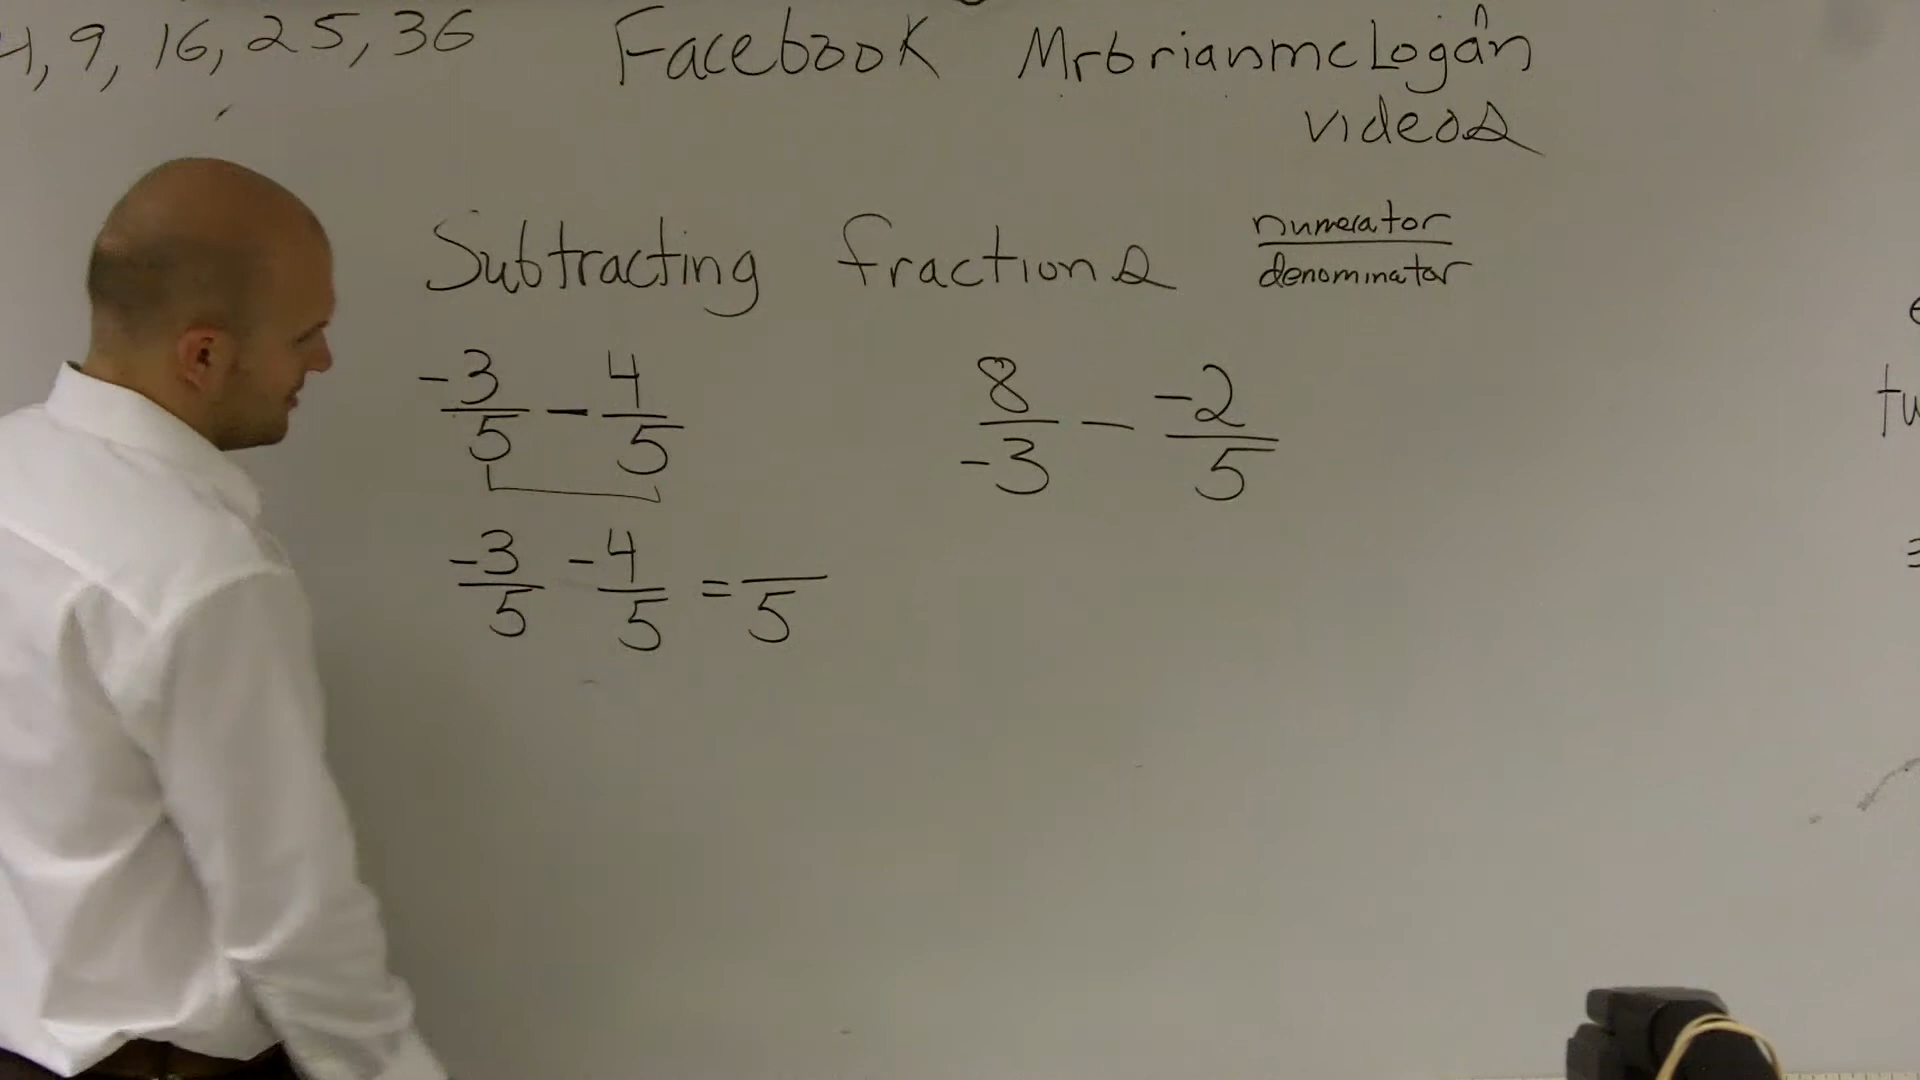 4, 9, 16, 25, 36 Facebook MrbrianmcLogan
videos
Subtracting fractions numerator
denominator
-3/5 - 4/5
8/-3 - -2/5
-3/5 -4/5 = /5